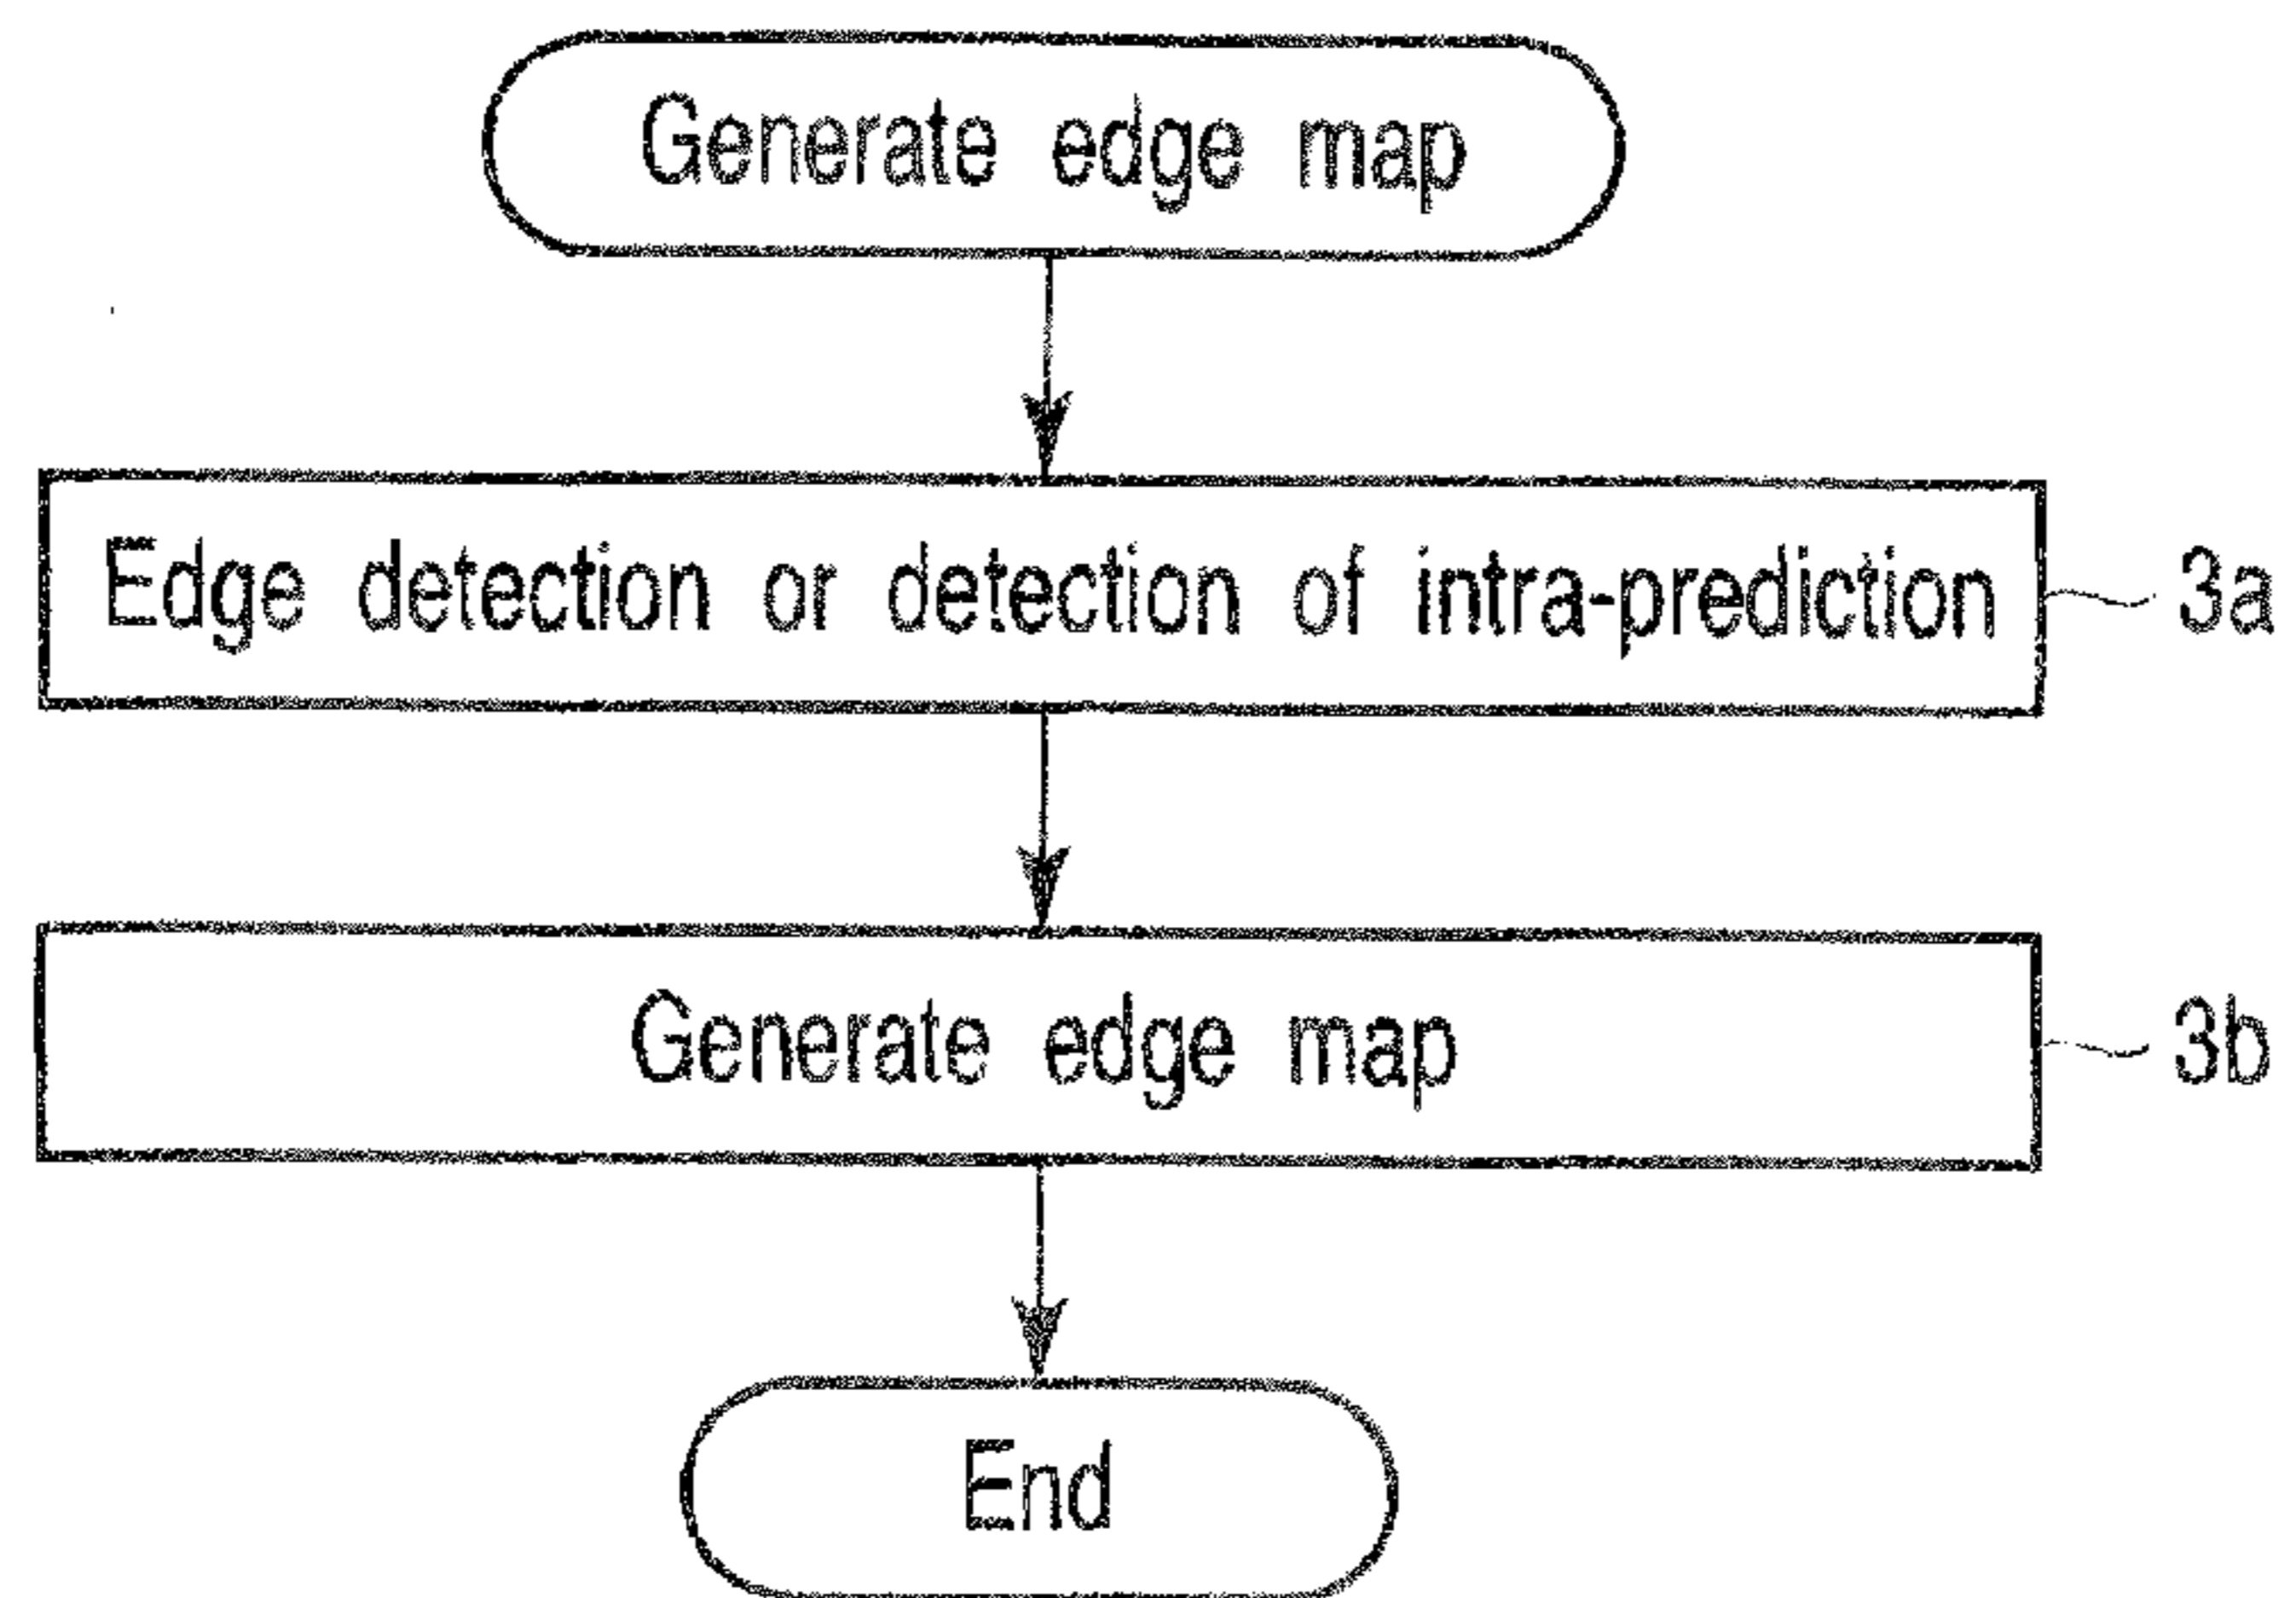 Generate edge map
Edge detection or detection of intra-prediction
3a
Generate edge map
3b
End